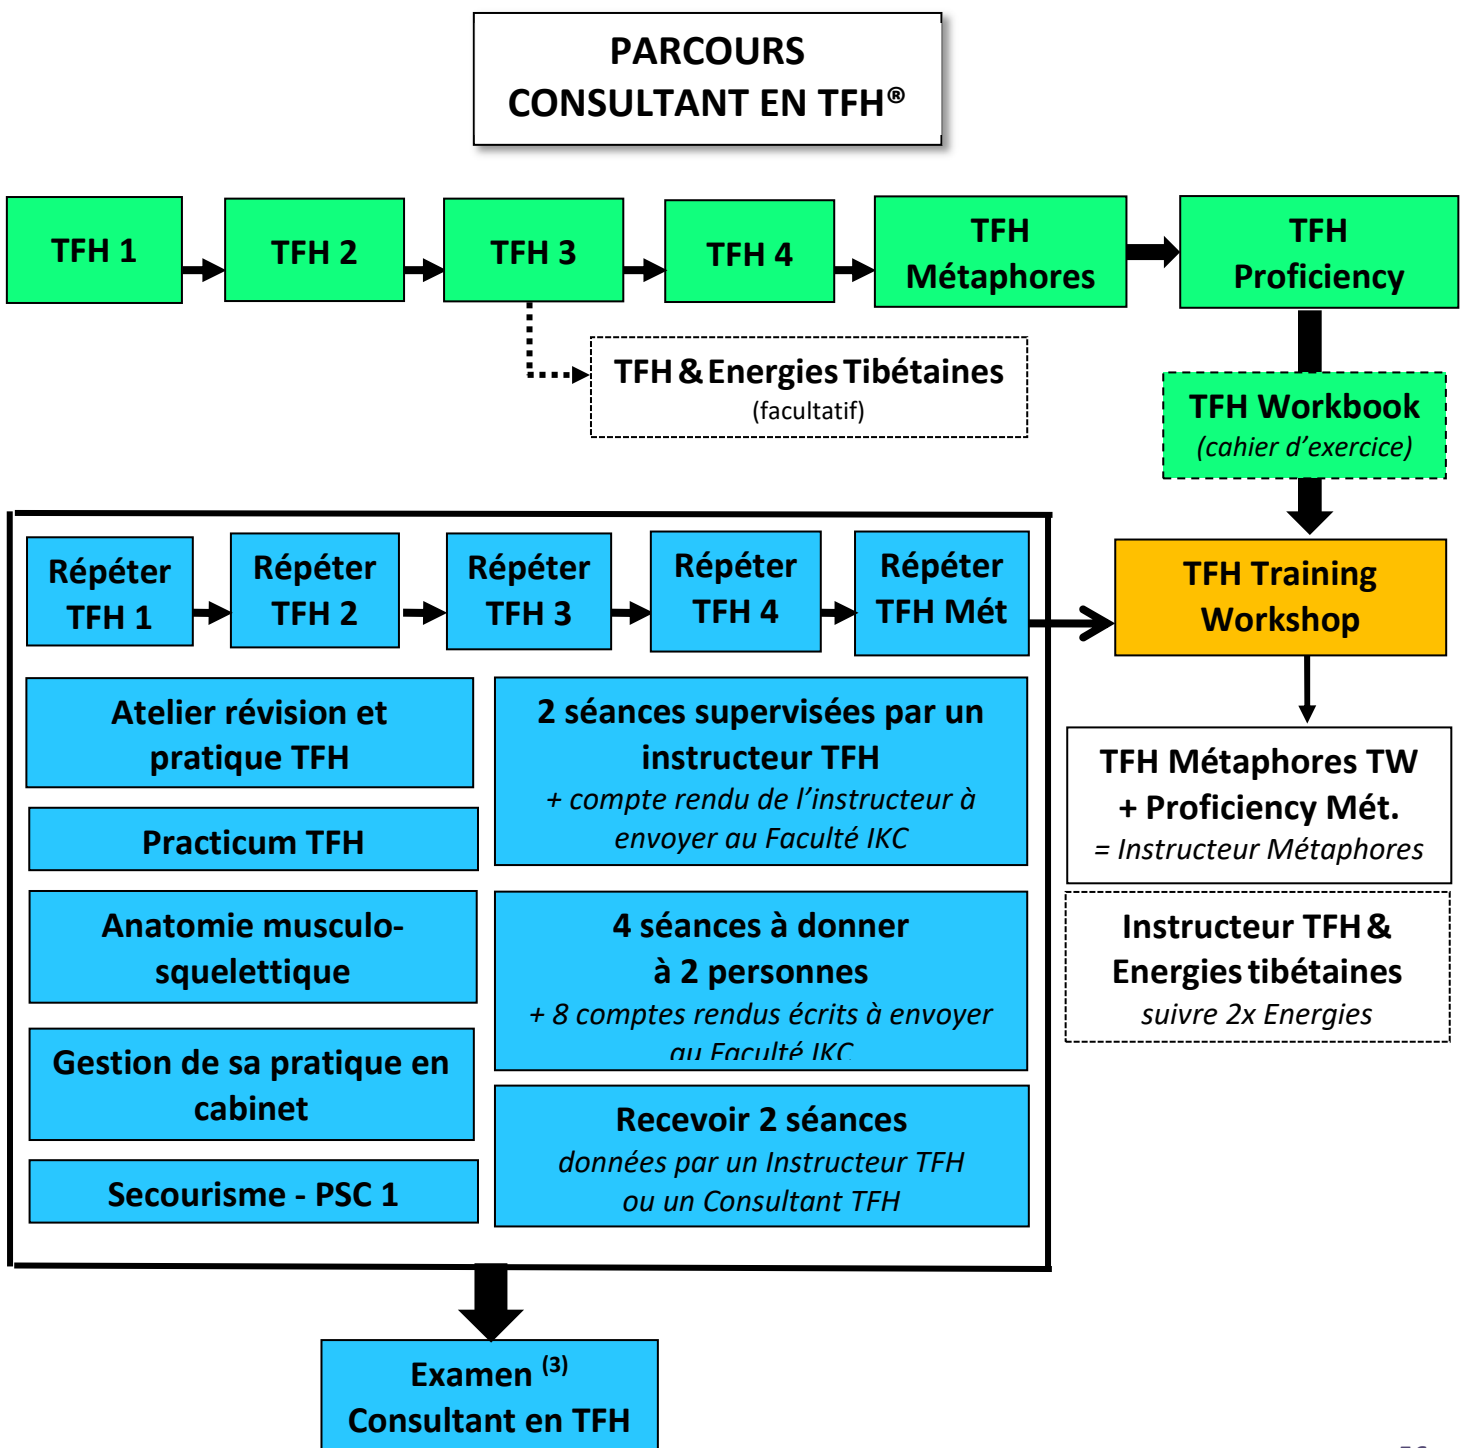 PARCOURS
CONSULTANT EN TFH®
TFH 1
TFH 2
TFH 3
TFH 4
TFH
Métaphores
TFH
Proficiency
TFH & Energies Tibétaines
(facultatif)
TFH Workbook
(cahier d’exercice)
Répéter
TFH 1
Répéter
TFH 2
Répéter
TFH 3
Répéter
TFH 4
Répéter
TFH Mét
TFH Training
Workshop
Atelier révision et
pratique TFH
Practicum TFH
Anatomie musculo-
squelettique
Gestion de sa pratique en
cabinet
Secourisme - PSC 1
2 séances supervisées par un
instructeur TFH
+ compte rendu de l’instructeur à
envoyer au Faculté IKC
4 séances à donner
à 2 personnes
+ 8 comptes rendus écrits à envoyer
au Faculté IKC
Recevoir 2 séances
données par un Instructeur TFH
ou un Consultant TFH
TFH Métaphores TW
+ Proficiency Mét.
= Instructeur Métaphores
Instructeur TFH &
Energies tibétaines
suivre 2x Energies
Examen (3)
Consultant en TFH